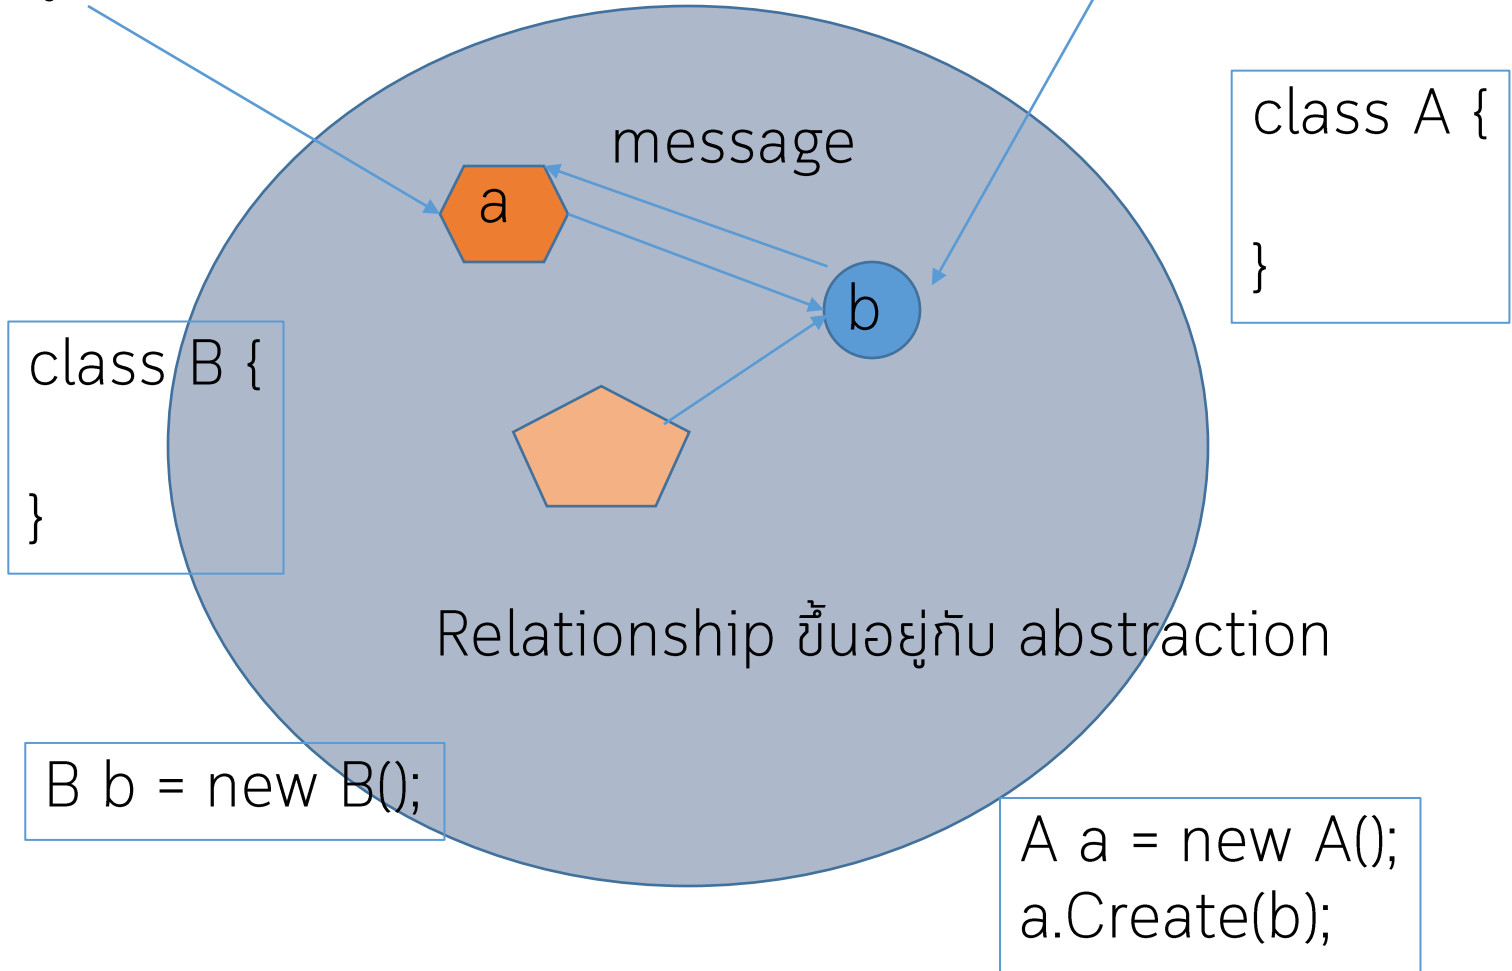 class A {
}
message
a
b
class B {
}
Relationship ขึ้นอยู่กับ abstraction
B b = new B();
A a = new A();
a.Create(b);